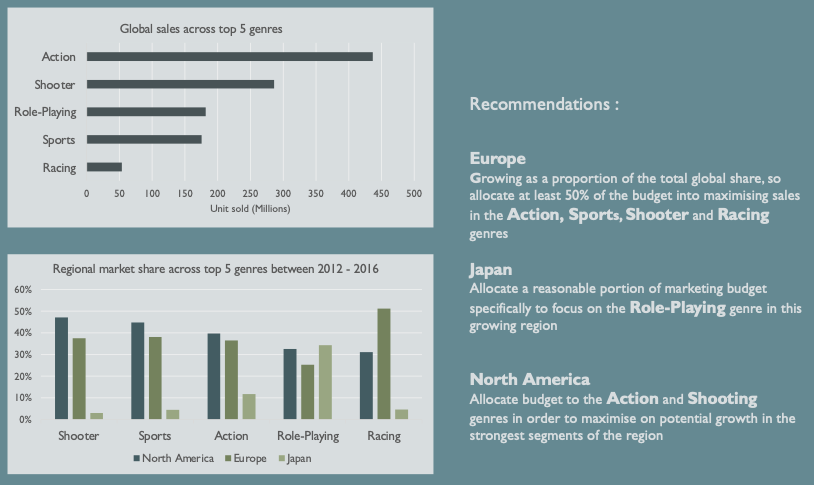 Global sales across top 5 genres
Action
Shooter
Role-Playing
Sports
Racing
0 50 100 150 200 250 300 350 400 450 500
Unit sold (Millions)
Regional market share across top 5 genres between 2012 - 2016
60%
50%
40%
30%
20%
10%
0%
Shooter Sports Action Role-Playing Racing
North America Europe Japan
Recommendations :
Europe
Growing as a proportion of the total global share, so
allocate at least 50% of the budget into maximising sales
in the Action, Sports, Shooter and Racing
genres
Japan
Allocate a reasonable portion of marketing budget
specifically to focus on the Role-Playing genre in this
growing region
North America
Allocate budget to the Action and Shooting
genres in order to maximise on potential growth in the
strongest segments of the region